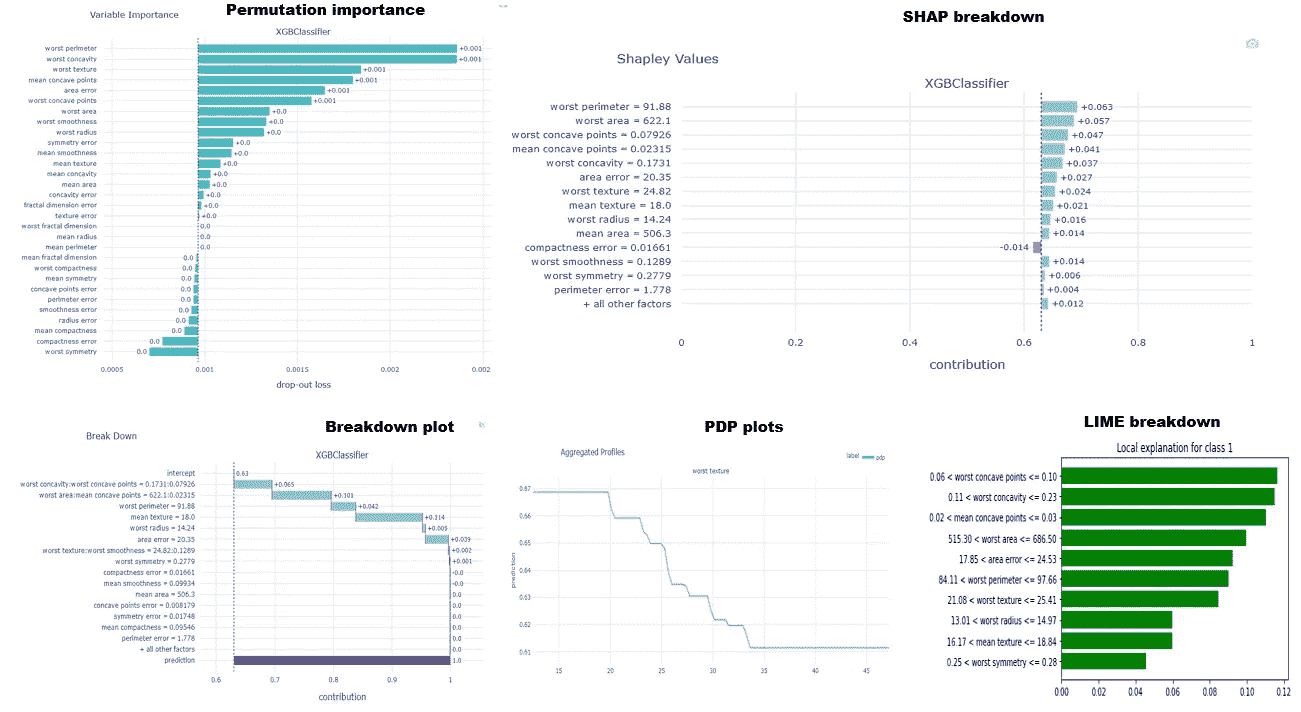 Permutation importance
Variable Importance
XGBClassifier
worst perimeter
+0.001
worst concavity
+0.001
worst texture
+0.001
mean concave points
+0.001
area error
+0.001
worst concave points
+0.001
worst area
+0.0
worst smoothness
+0.0
worst radius
+0.0
symmetry error
+0.0
mean smoothness
+0.0
mean texture
+0.0
mean concavity
+0.0
mean area
+0.0
concavity error
+0.0
fractal dimension error
+0.0
texture error
+0.0
worst fractal dimension
0.0
mean radius
0.0
mean perimeter
0.0
mean fractal dimension
0.0
worst compactness
0.0
mean symmetry
0.0
concave points error
0.0
perimeter error
0.0
smoothness error
0.0
radius error
0.0
mean compactness
0.0
compactness error
0.0
worst symmetry
0.0
0.0005 0.001 0.0015 0.002 0.002
drop-out loss
SHAP breakdown
Shapley Values
XGBClassifier
worst perimeter = 91.88
+0.063
worst area = 622.1
+0.057
worst concave points = 0.07926
+0.047
mean concave points = 0.02315
+0.041
worst concavity = 0.1731
+0.037
area error = 20.35
+0.027
worst texture = 24.82
+0.024
mean texture = 18.0
+0.021
worst radius = 14.24
+0.016
mean area = 506.3
+0.014
compactness error = 0.01661
-0.014
worst smoothness = 0.1289
+0.014
worst symmetry = 0.2779
+0.006
perimeter error = 1.778
+0.004
+ all other factors
+0.012
0 0.2 0.4 0.6 0.8 1
contribution
Breakdown plot
Break Down
XGBClassifier
intercept
0.63
worst concavity:worst concave points = 0.1731:0.07926
+0.065
worst area:mean concave points = 622.1:0.02315
+0.101
worst perimeter = 91.88
+0.042
mean texture = 18.0
+0.114
worst radius = 14.24
+0.005
area error = 20.35
+0.039
worst texture:worst smoothness = 24.82:0.1289
+0.002
worst symmetry = 0.2779
+0.001
compactness error = 0.01661
-0.0
mean smoothness = 0.09934
-0.0
mean area = 506.3
0.0
concave points error = 0.008179
0.0
symmetry error = 0.01748
0.0
mean compactness = 0.09546
0.0
perimeter error = 1.778
0.0
+ all other factors
0.0
prediction
1.0
0.6 0.7 0.8 0.9 1
contribution
PDP plots
Aggregated Profiles
label pdp
worst texture
0.67
0.66
0.65
0.64
0.63
0.62
0.61
prediction
15 20 25 30 35 40 45
LIME breakdown
Local explanation for class 1
0.06 < worst concave points <= 0.10
0.11 < worst concavity <= 0.23
0.02 < mean concave points <= 0.03
515.30 < worst area <= 686.50
17.85 < area error <= 24.53
84.11 < worst perimeter <= 97.66
21.08 < worst texture <= 25.41
13.01 < worst radius <= 14.97
16.17 < mean texture <= 18.84
0.25 < worst symmetry <= 0.28
0.00 0.02 0.04 0.06 0.08 0.10 0.12